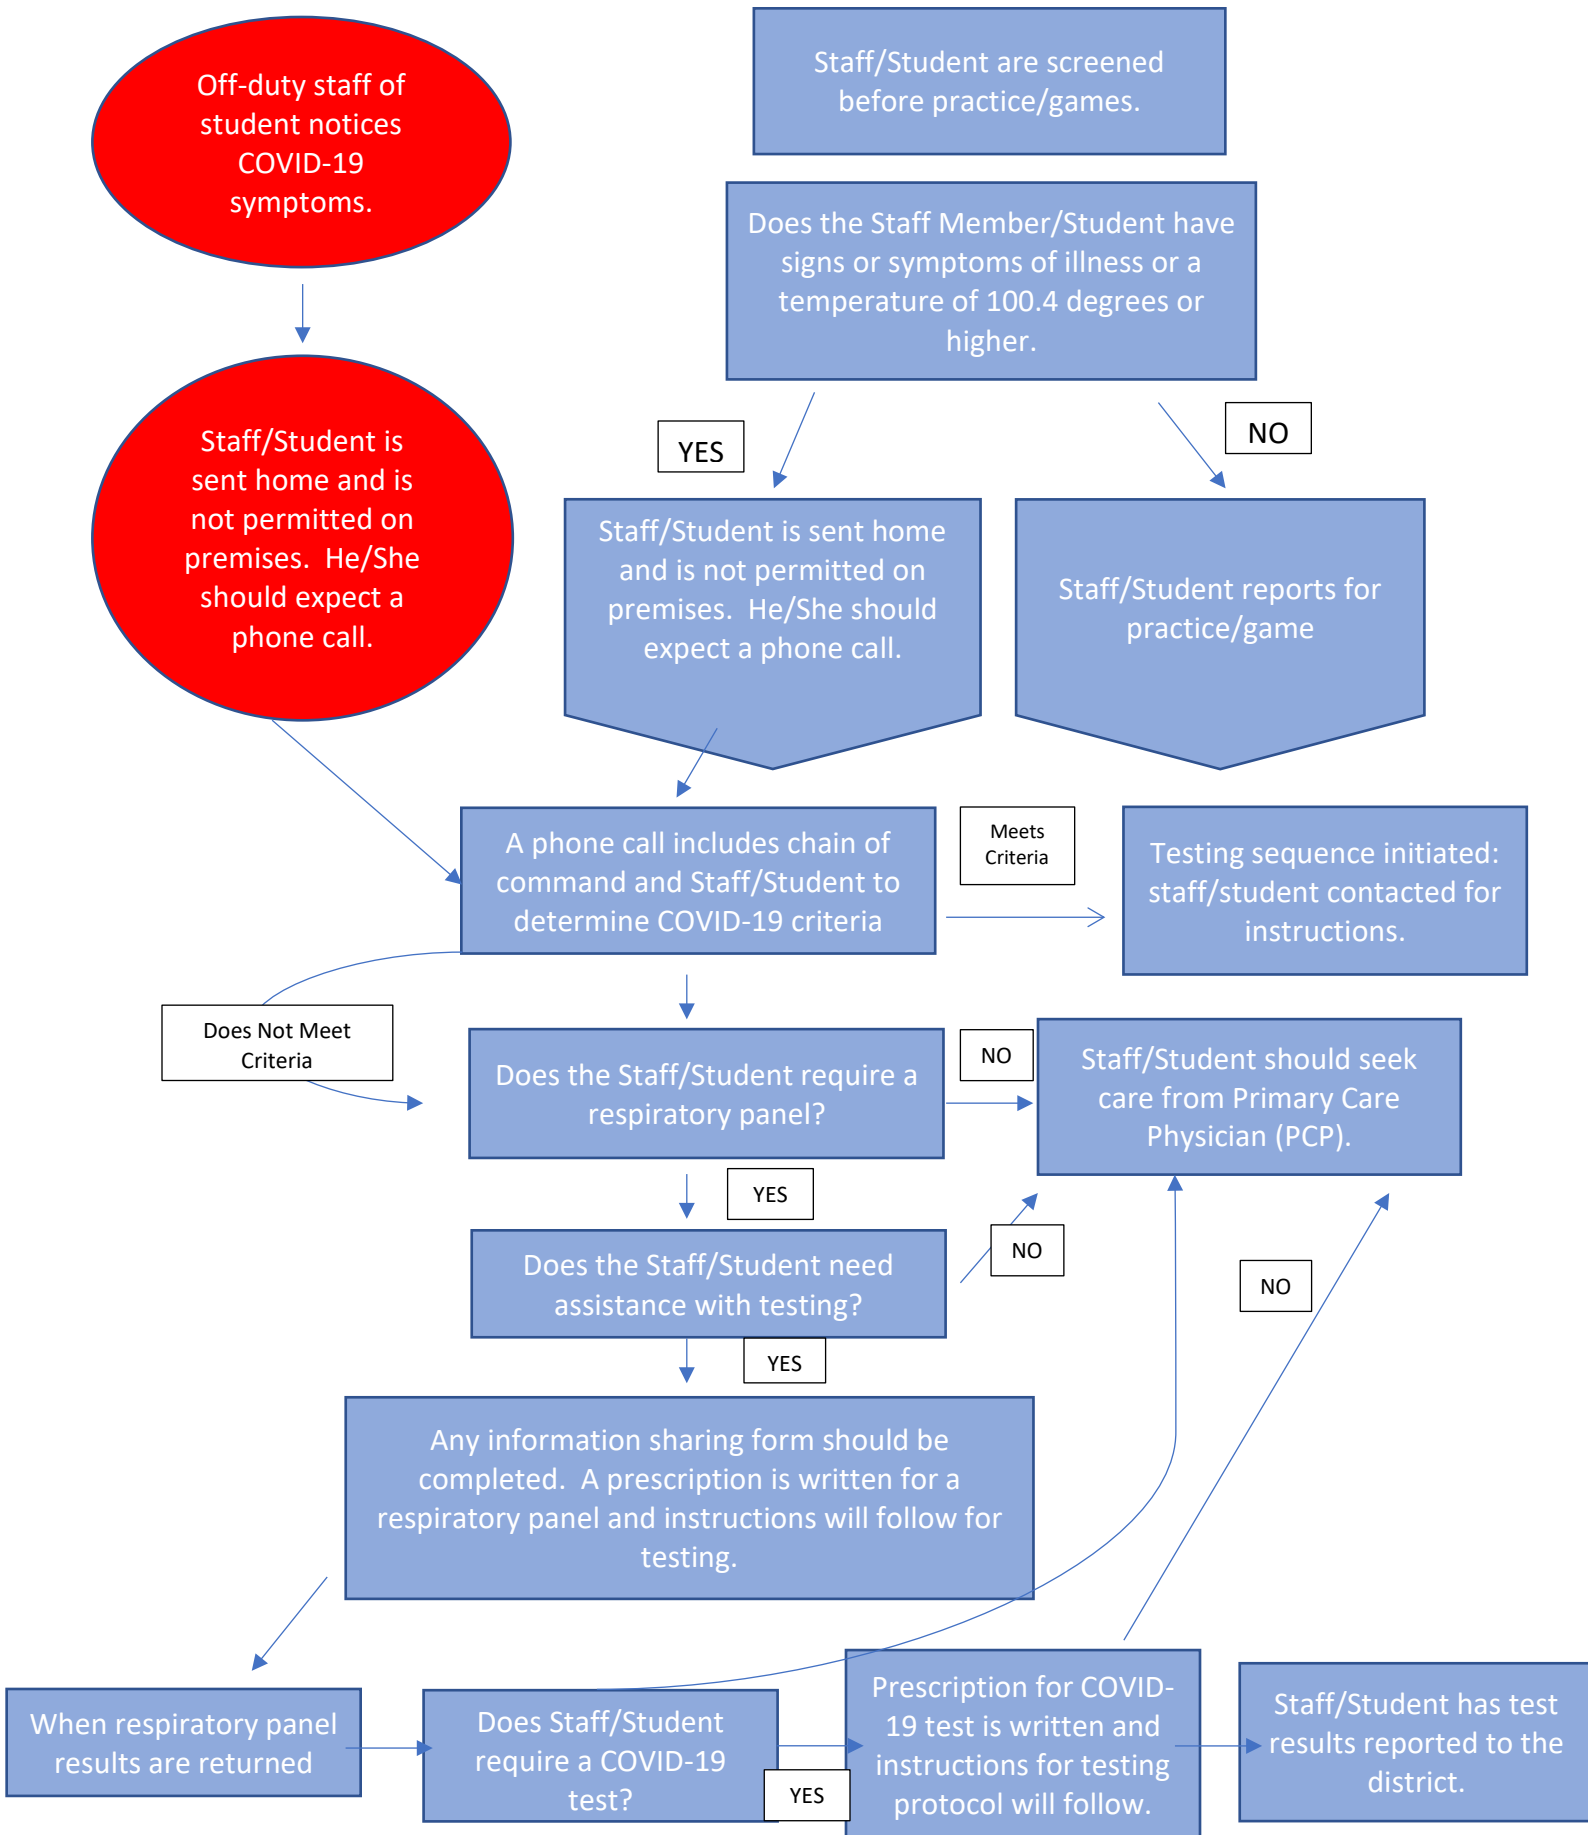 Off-duty staff of
student notices
COVID-19
symptoms.
Staff/Student are screened
before practice/games.
Does the Staff Member/Student have
signs or symptoms of illness or a
temperature of 100.4 degrees or
higher.
YES
NO
Staff/Student is
sent home and is
not permitted on
premises.  He/She
should expect a
phone call.
Staff/Student is sent home
and is not permitted on
premises.  He/She should
expect a phone call.
Staff/Student reports for
practice/game
A phone call includes chain of
command and Staff/Student to
determine COVID-19 criteria
Meets
Criteria
Testing sequence initiated:
staff/student contacted for
instructions.
Does Not Meet
Criteria
Does the Staff/Student require a
respiratory panel?
NO
Staff/Student should seek
care from Primary Care
Physician (PCP).
YES
Does the Staff/Student need
assistance with testing?
NO
NO
YES
Any information sharing form should be
completed.  A prescription is written for a
respiratory panel and instructions will follow for
testing.
When respiratory panel
results are returned
Does Staff/Student
require a COVID-19
test?
YES
Prescription for COVID-
19 test is written and
instructions for testing
protocol will follow.
Staff/Student has test
results reported to the
district.